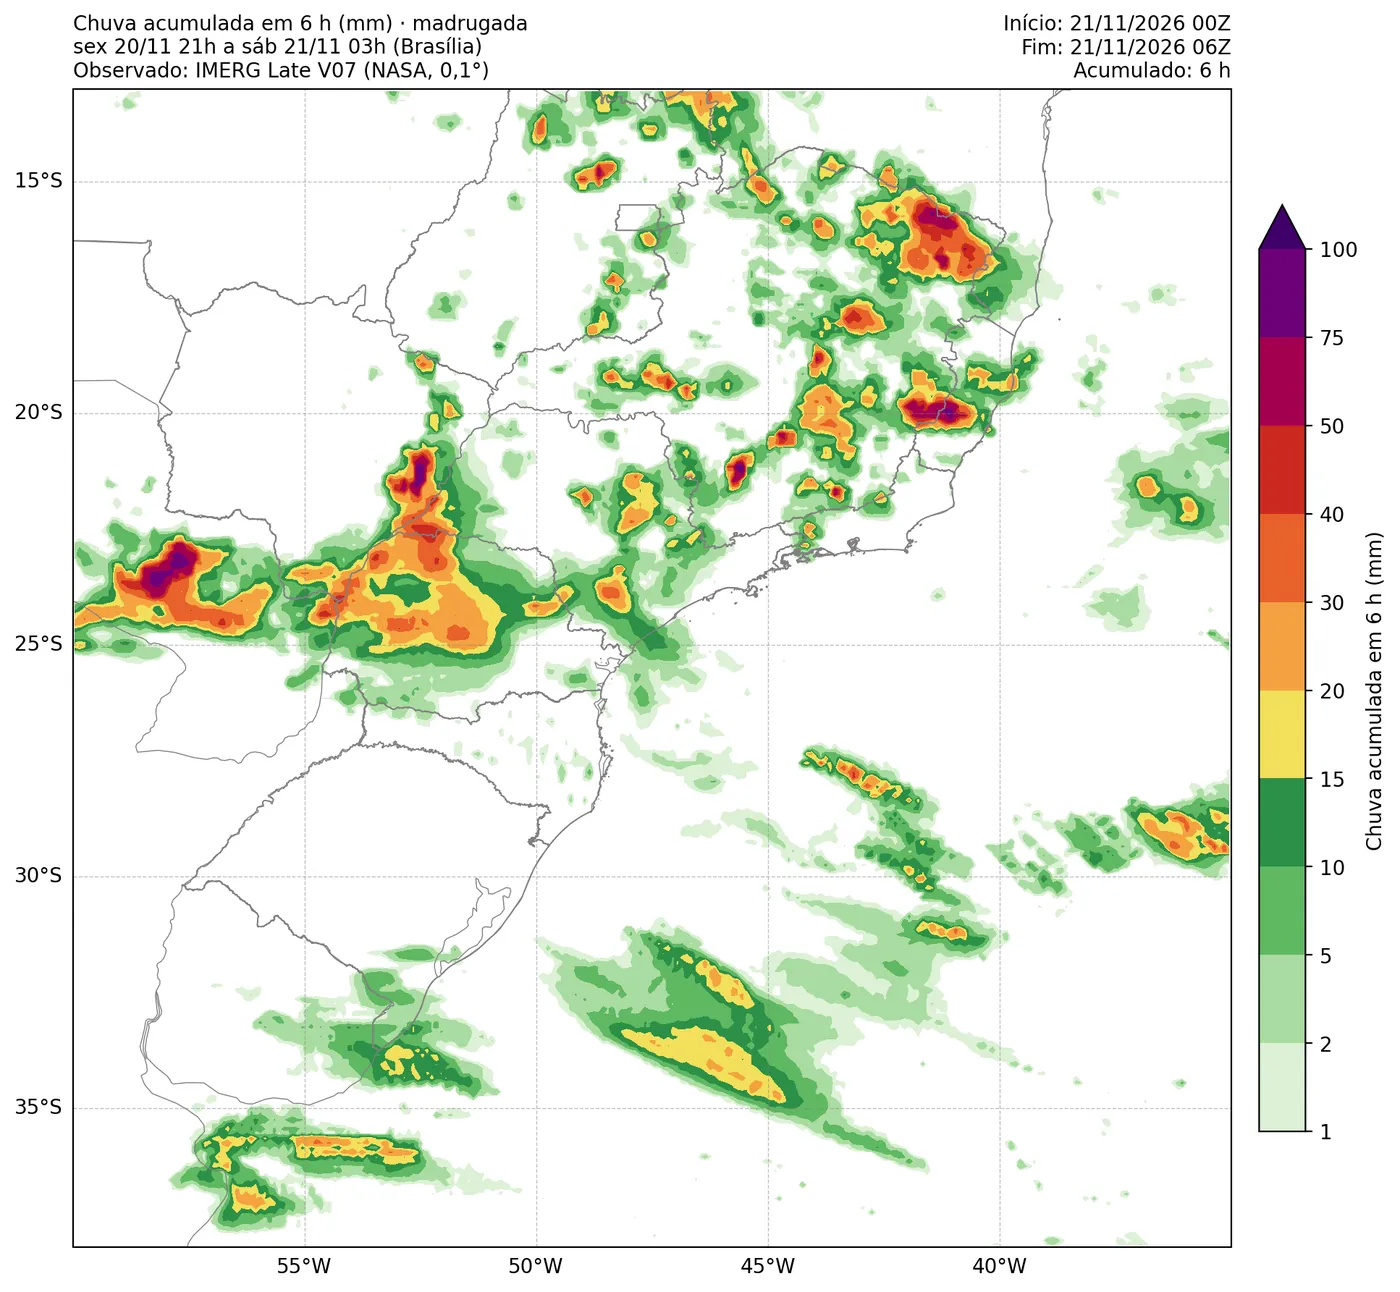 Chuva acumulada em 6 h (mm) · madrugada
sex 20/11 21h a sáb 21/11 03h (Brasília)
Observado: IMERG Late V07 (NASA, 0,1°)
Início: 21/11/2026 00Z
Fim: 21/11/2026 06Z
Acumulado: 6 h
15°S
20°S
25°S
30°S
35°S
55°W
50°W
45°W
40°W
100
75
50
40
30
20
15
10
5
2
1
Chuva acumulada em 6 h (mm)